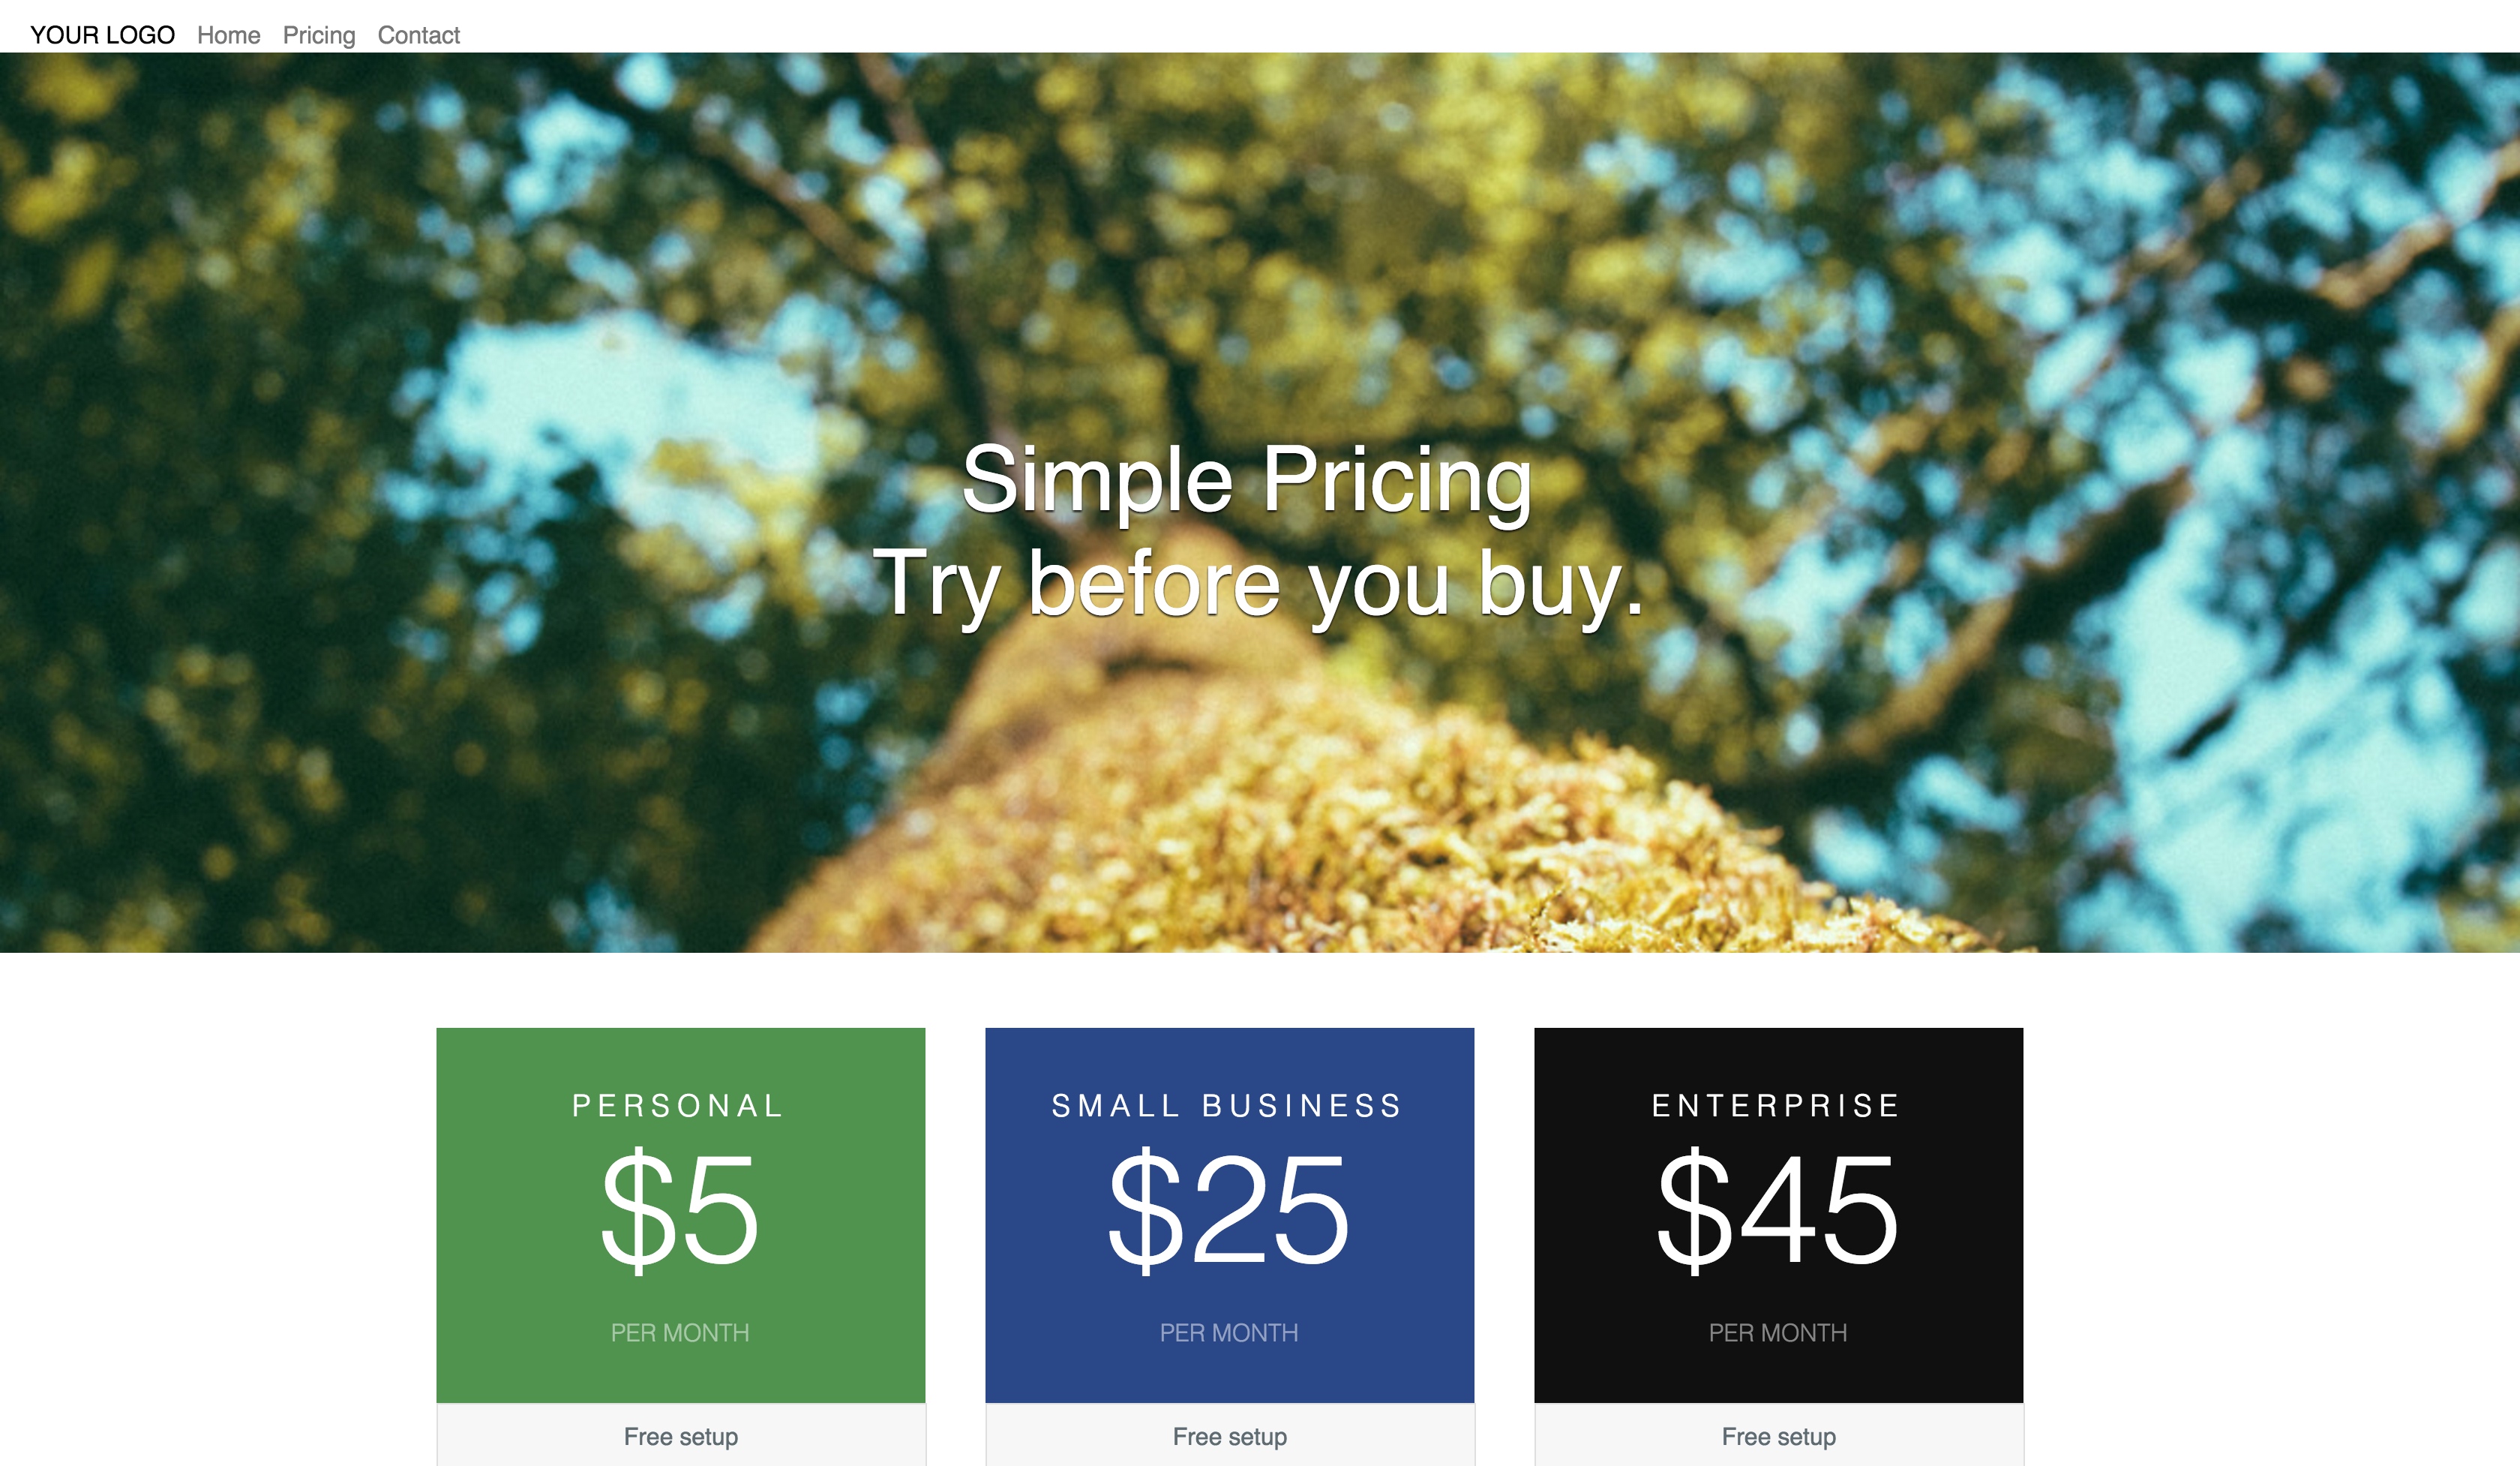 YOUR LOGO Home Pricing Contact
Simple Pricing
Try before you buy.
PERSONAL
$5
PER MONTH
Free setup
SMALL BUSINESS
$25
PER MONTH
Free setup
ENTERPRISE
$45
PER MONTH
Free setup